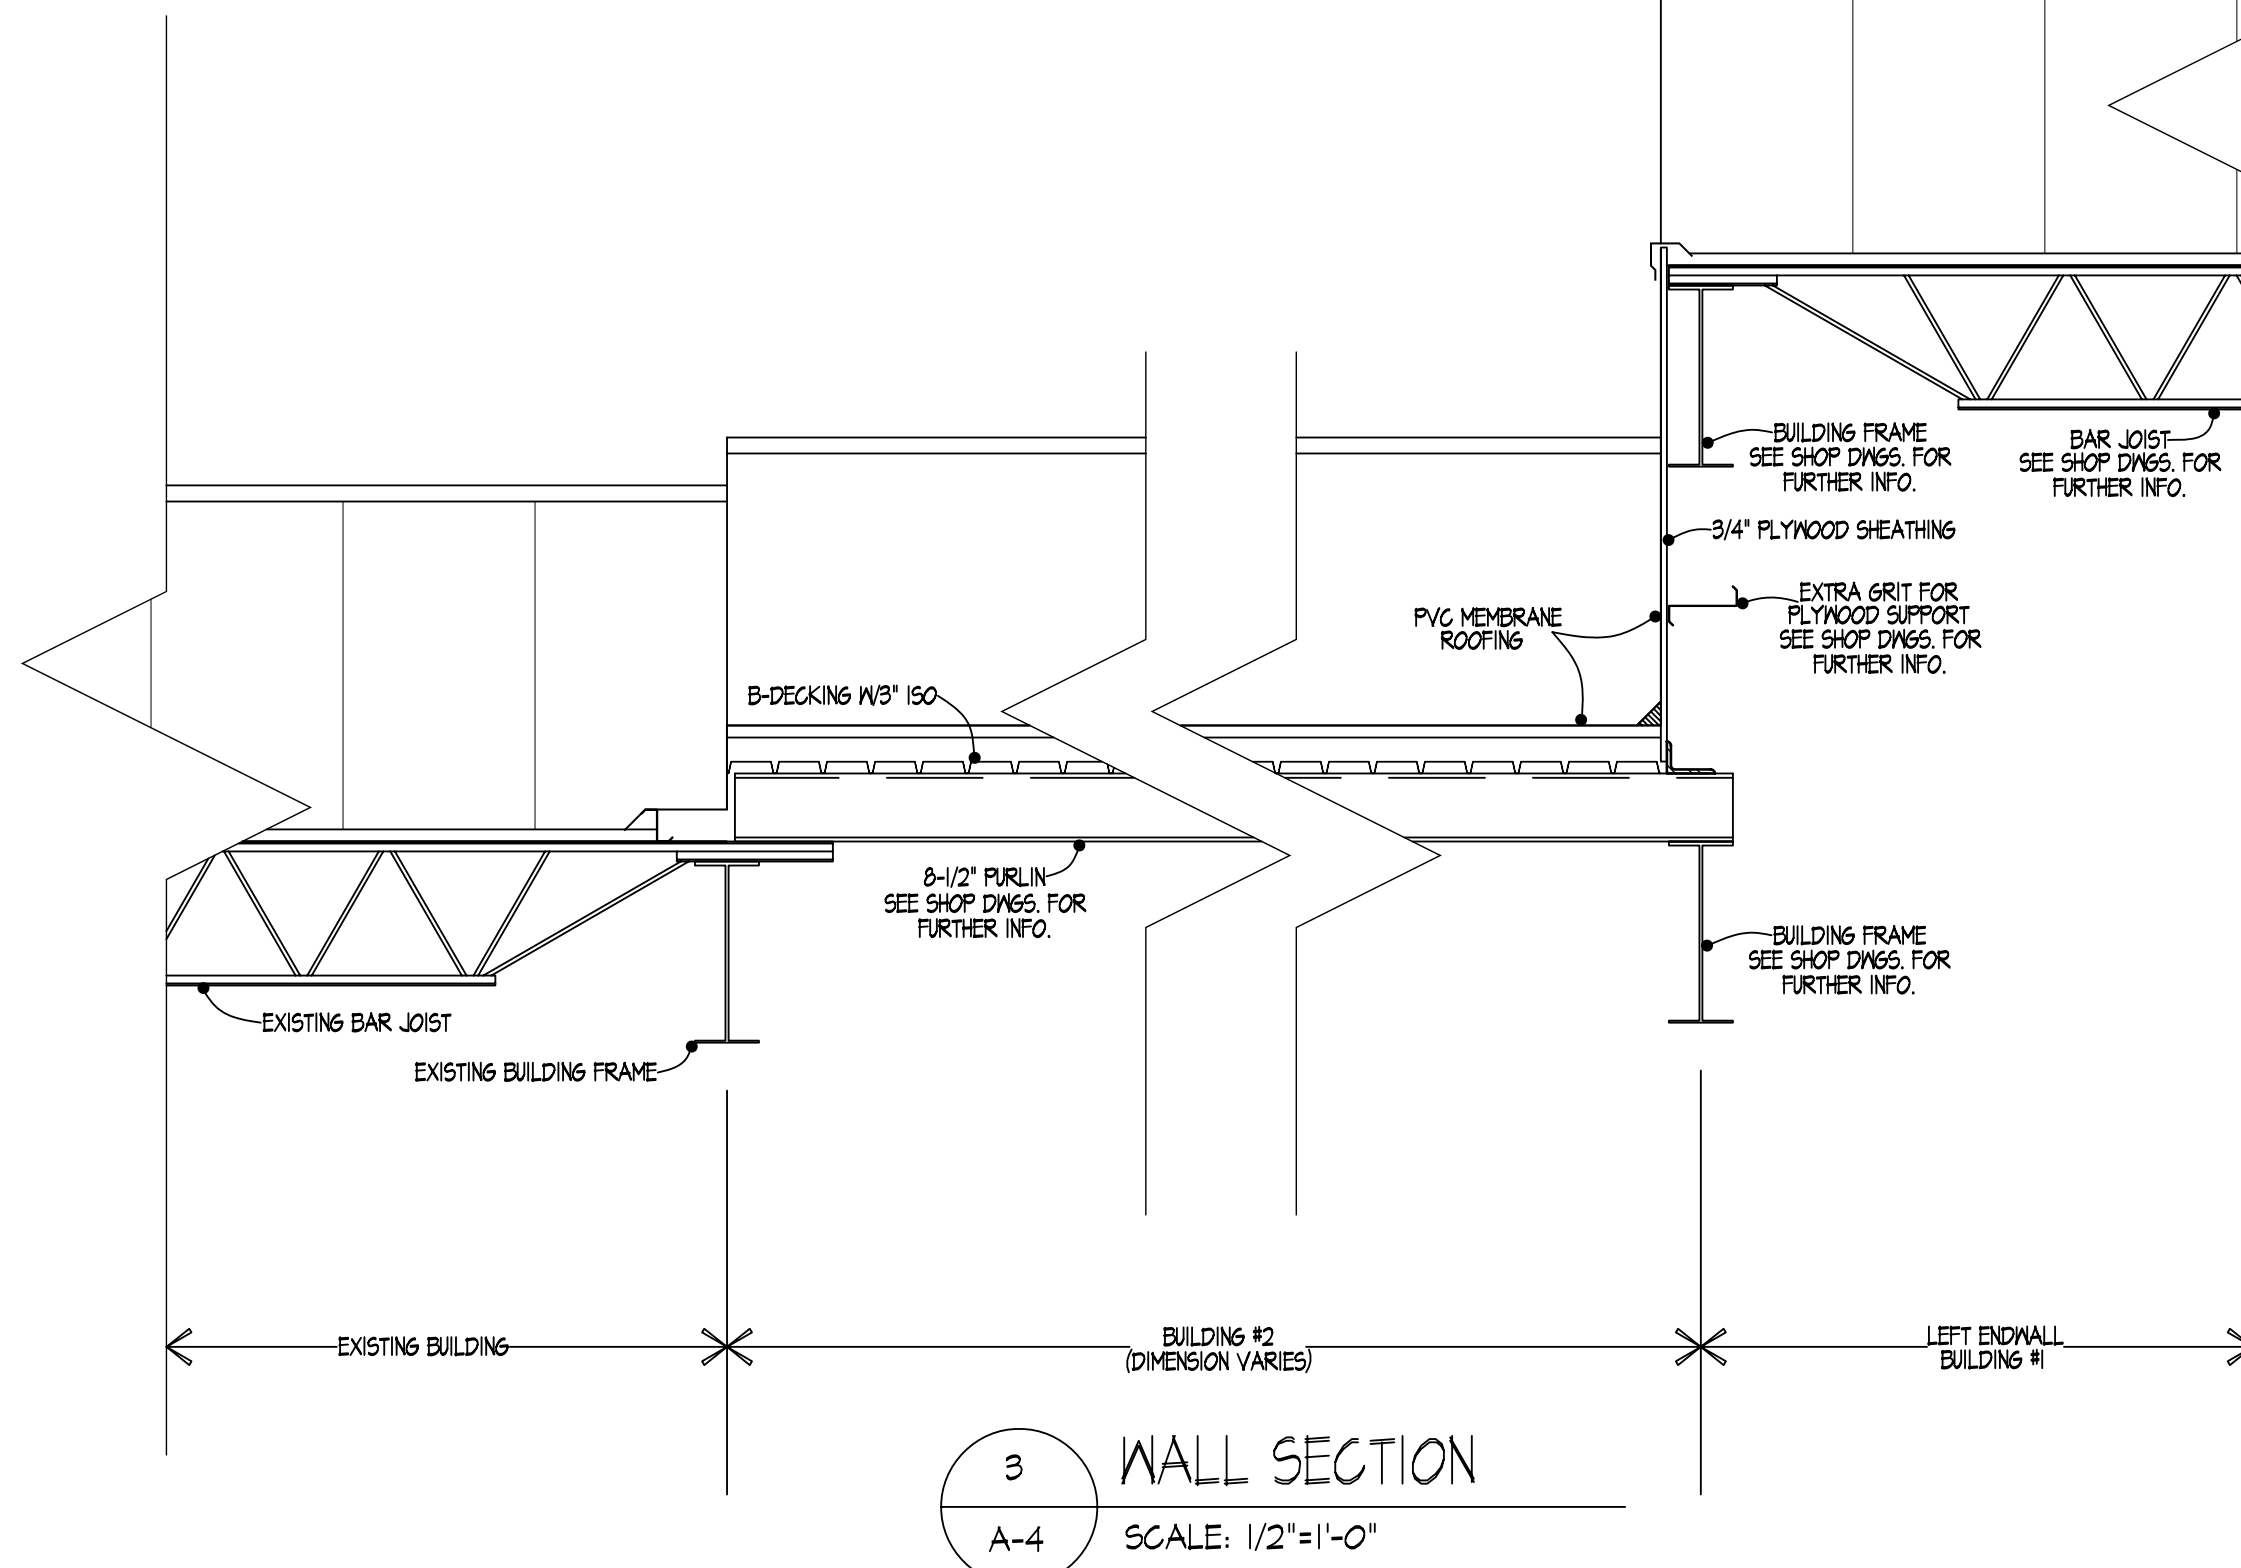 BUILDING FRAME
SEE SHOP DWGS. FOR
FURTHER INFO.
BAR JOIST
SEE SHOP DWGS. FOR
FURTHER INFO.
3/4" PLYWOOD SHEATHING
EXTRA GRIT FOR
PLYWOOD SUPPORT
SEE SHOP DWGS. FOR
FURTHER INFO.
PVC MEMBRANE
ROOFING
B-DECKING W/3" ISO
8-1/2" PURLIN
SEE SHOP DWGS. FOR
FURTHER INFO.
BUILDING FRAME
SEE SHOP DWGS. FOR
FURTHER INFO.
EXISTING BAR JOIST
EXISTING BUILDING FRAME
EXISTING BUILDING
BUILDING #2
(DIMENSION VARIES)
LEFT ENDWALL
BUILDING #1
3
WALL SECTION
A-4
SCALE: 1/2"=1'-0"